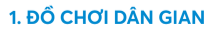 1. ĐỒ CHƠI DÂN GIAN